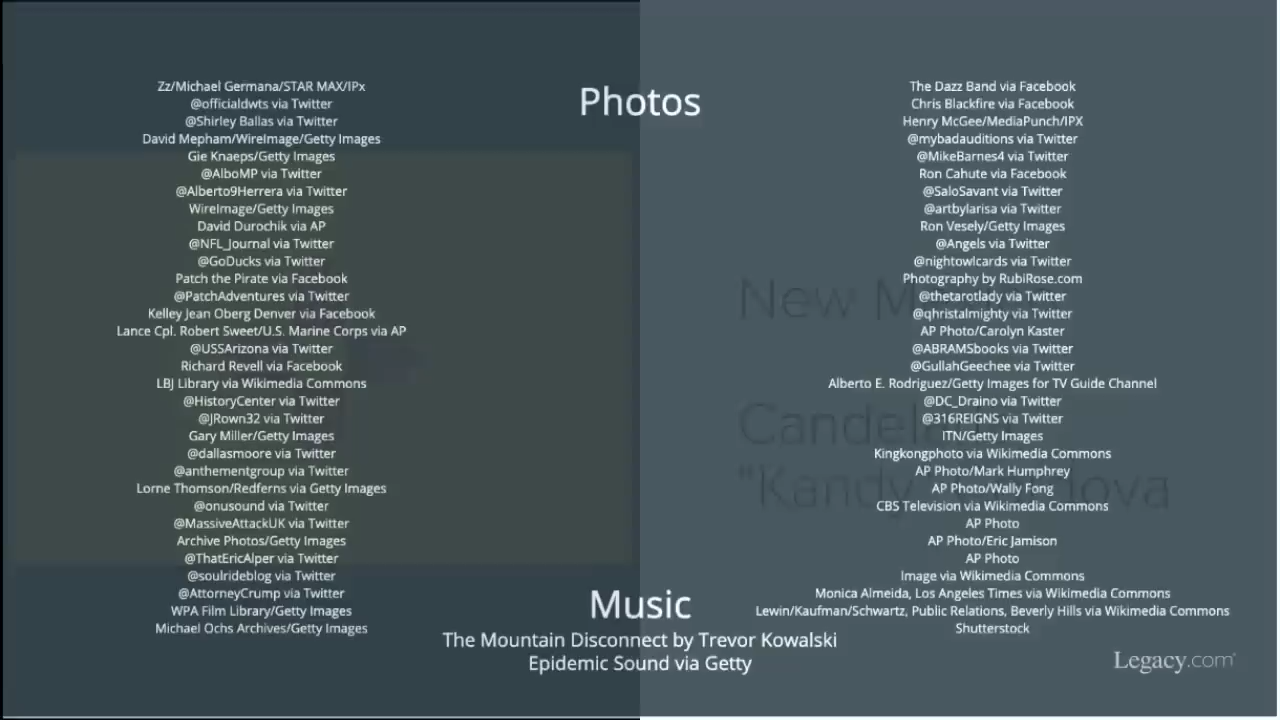 Photos
Zz/Michael Germana/STAR MAX/IPx
@officialdwts via Twitter
@Shirley Ballas via Twitter
David Mepham/WireImage/Getty Images
Gie Knaeps/Getty Images
@AlboMP via Twitter
@Alberto9Herrera via Twitter
WireImage/Getty Images
David Durochik via AP
@NFL_Journal via Twitter
@GoDucks via Twitter
Patch the Pirate via Facebook
@PatchAdventures via Twitter
Kelley Jean Oberg Denver via Facebook
Lance Cpl. Robert Sweet/U.S. Marine Corps via AP
@USSArizona via Twitter
Richard Revell via Facebook
LBJ Library via Wikimedia Commons
@HistoryCenter via Twitter
@JRown32 via Twitter
Gary Miller/Getty Images
@dallasmoore via Twitter
@anthementgroup via Twitter
Lorne Thomson/Redferns via Getty Images
@onusound via Twitter
@MassiveAttackUK via Twitter
Archive Photos/Getty Images
@ThatEricAlper via Twitter
@soulrideblog via Twitter
@AttorneyCrump via Twitter
WPA Film Library/Getty Images
Michael Ochs Archives/Getty Images
The Dazz Band via Facebook
Chris Blackfire via Facebook
Henry McGee/MediaPunch/IPX
@mybadauditions via Twitter
@MikeBarnes4 via Twitter
Ron Cahute via Facebook
@SaloSavant via Twitter
@artbylarisa via Twitter
Ron Vesely/Getty Images
@Angels via Twitter
@nightowlcards via Twitter
Photography by RubiRose.com
@thetarotlady via Twitter
@qhristalmighty via Twitter
AP Photo/Carolyn Kaster
@ABRAMSbooks via Twitter
@GullahGeechee via Twitter
Alberto E. Rodriguez/Getty Images for TV Guide Channel
@DC_Draino via Twitter
@316REIGNS via Twitter
ITN/Getty Images
Kingkongphoto via Wikimedia Commons
AP Photo/Mark Humphrey
AP Photo/Wally Fong
CBS Television via Wikimedia Commons
AP Photo
AP Photo/Eric Jamison
AP Photo
Image via Wikimedia Commons
Monica Almeida, Los Angeles Times via Wikimedia Commons
Lewin/Kaufman/Schwartz, Public Relations, Beverly Hills via Wikimedia Commons
Shutterstock
New
"Kandy"
Music
The Mountain Disconnect by Trevor Kowalski
Epidemic Sound via Getty
Legacy.com